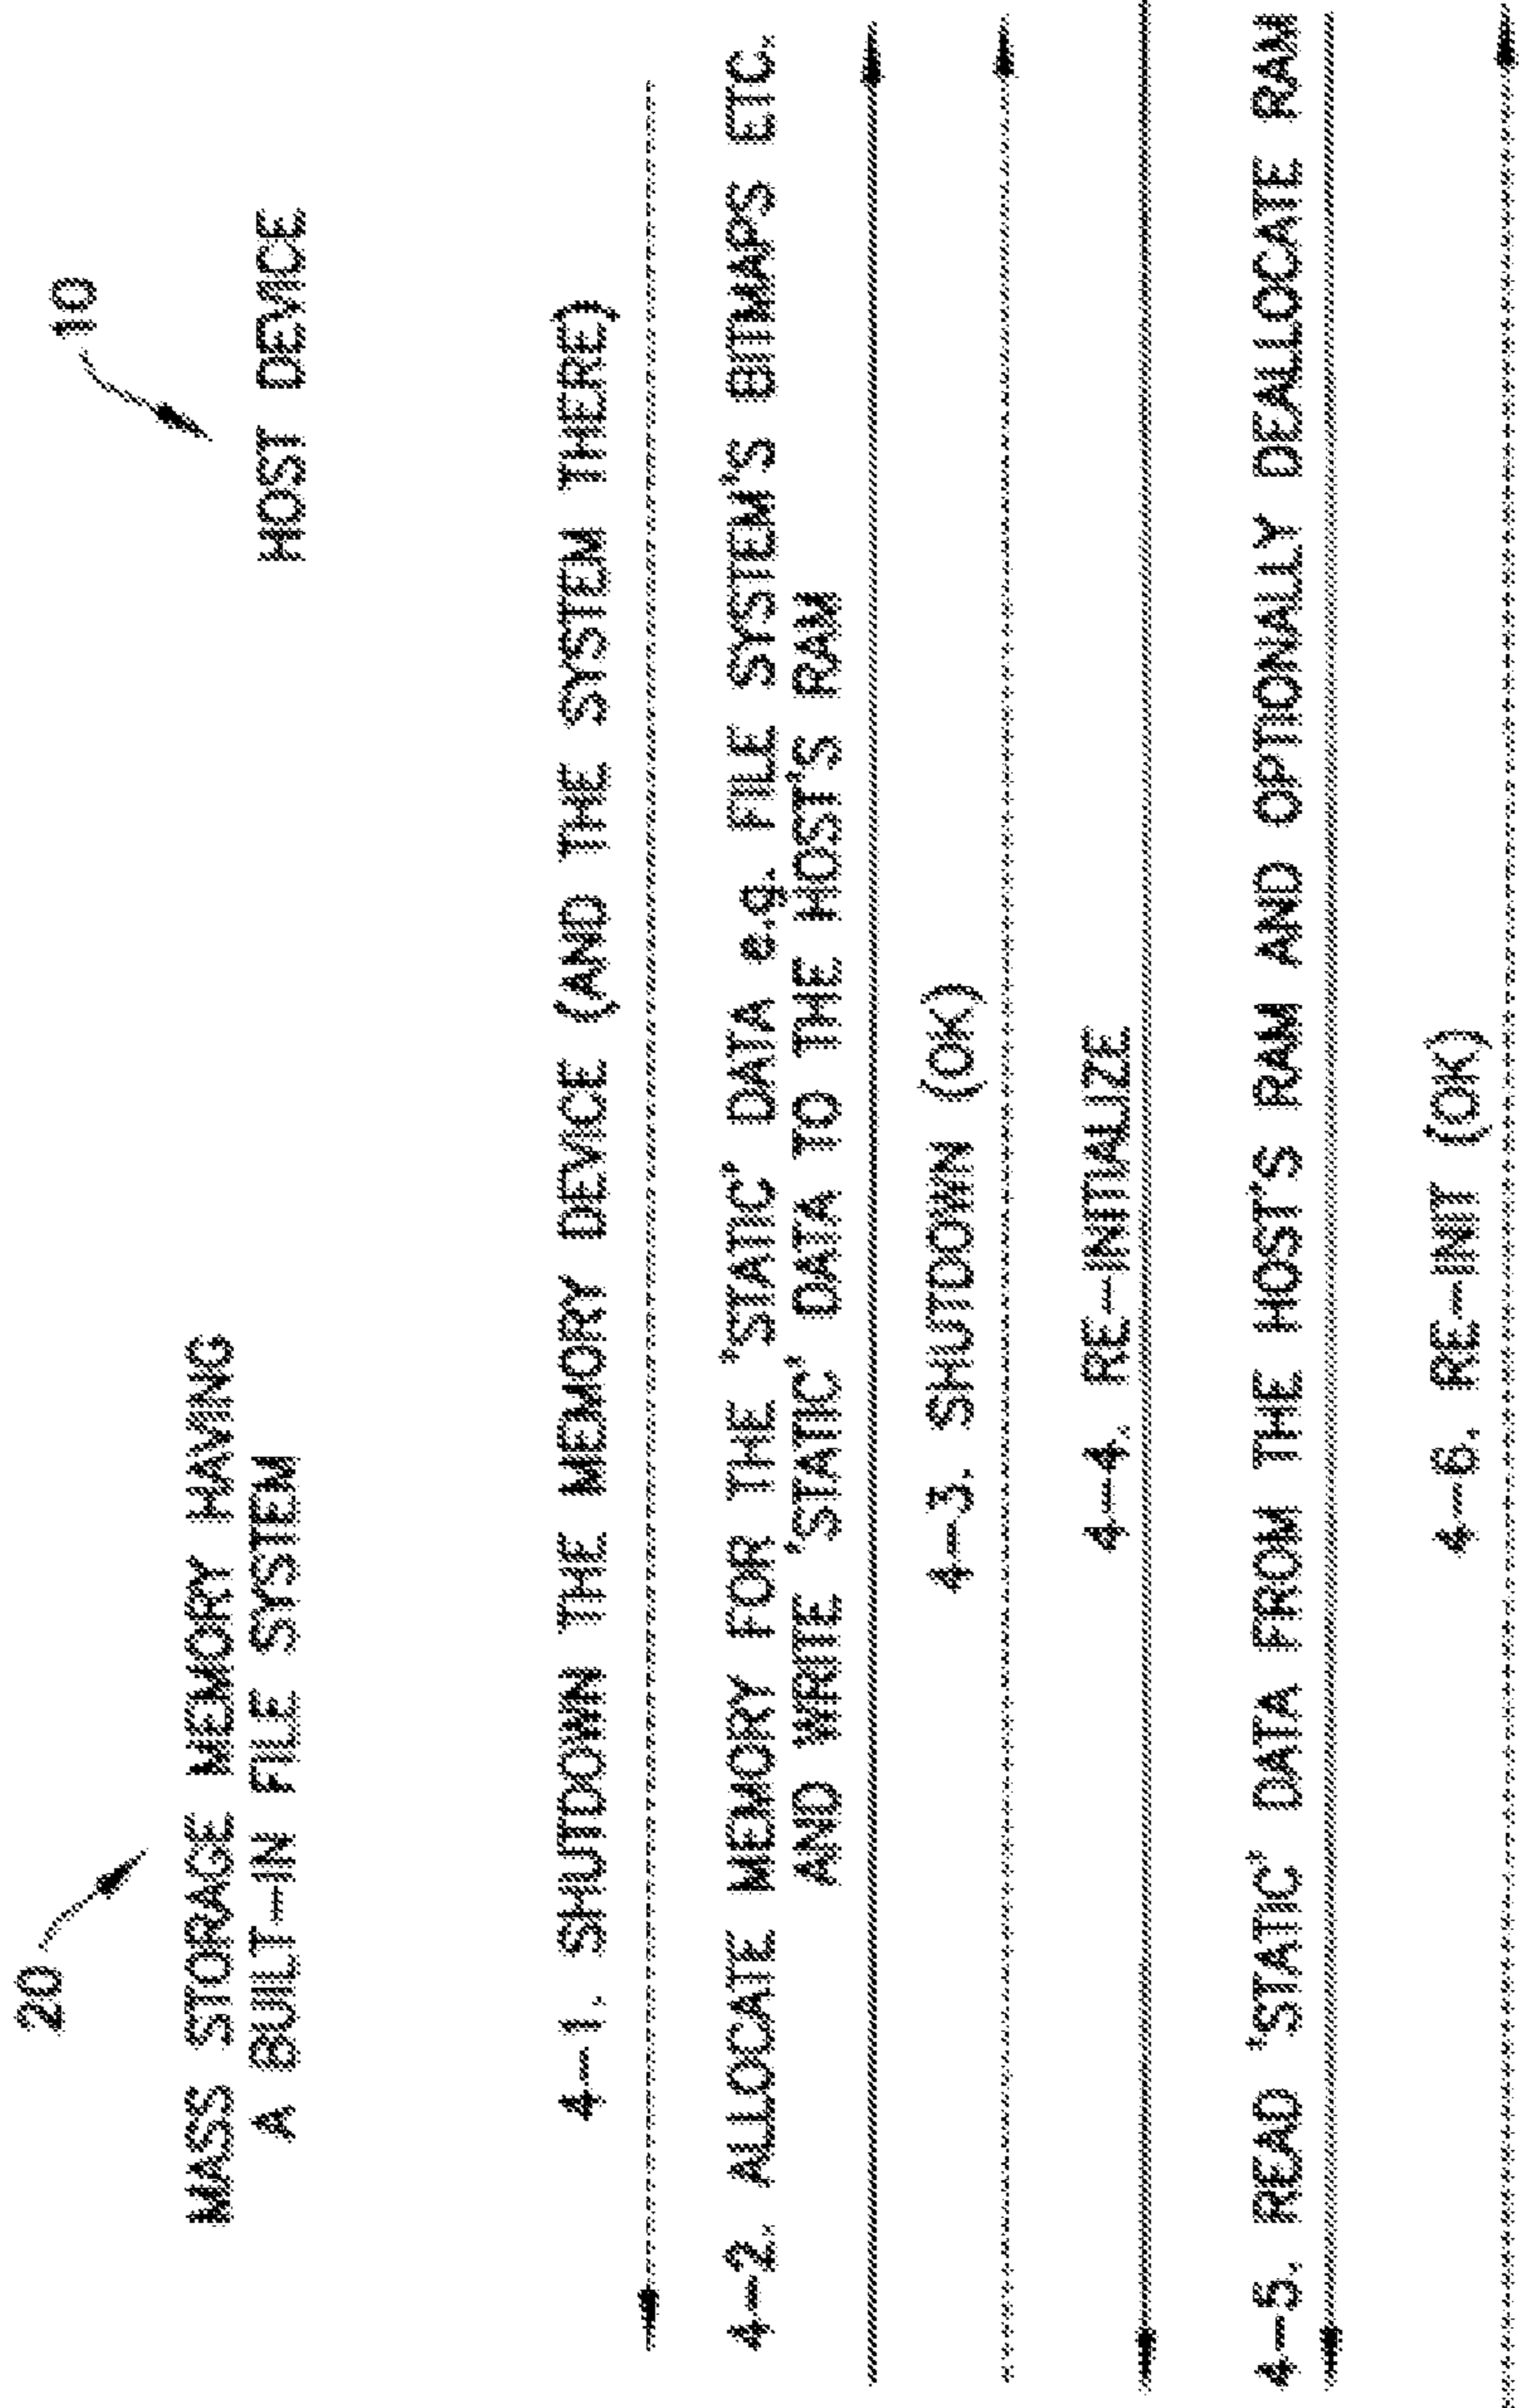 20
10
MASS STORAGE MEMORY HAVING
A BUILT-IN FILE SYSTEM
HOST DEVICE
4-1. SHUTDOWN THE MEMORY DEVICE (AND THE SYSTEM THERE)
4-2. ALLOCATE MEMORY FOR THE "STATIC" DATA e.g. FILE SYSTEM'S BITMAPS ETC.
AND WRITE "STATIC" DATA TO THE HOST'S RAM
4-3. SHUTDOWN (OK)
4-4. RE-INITIALIZE
4-5. READ "STATIC" DATA FROM THE HOST'S RAM AND OPTIONALLY DEALLOCATE RAM
4-6. RE-INIT (OK)